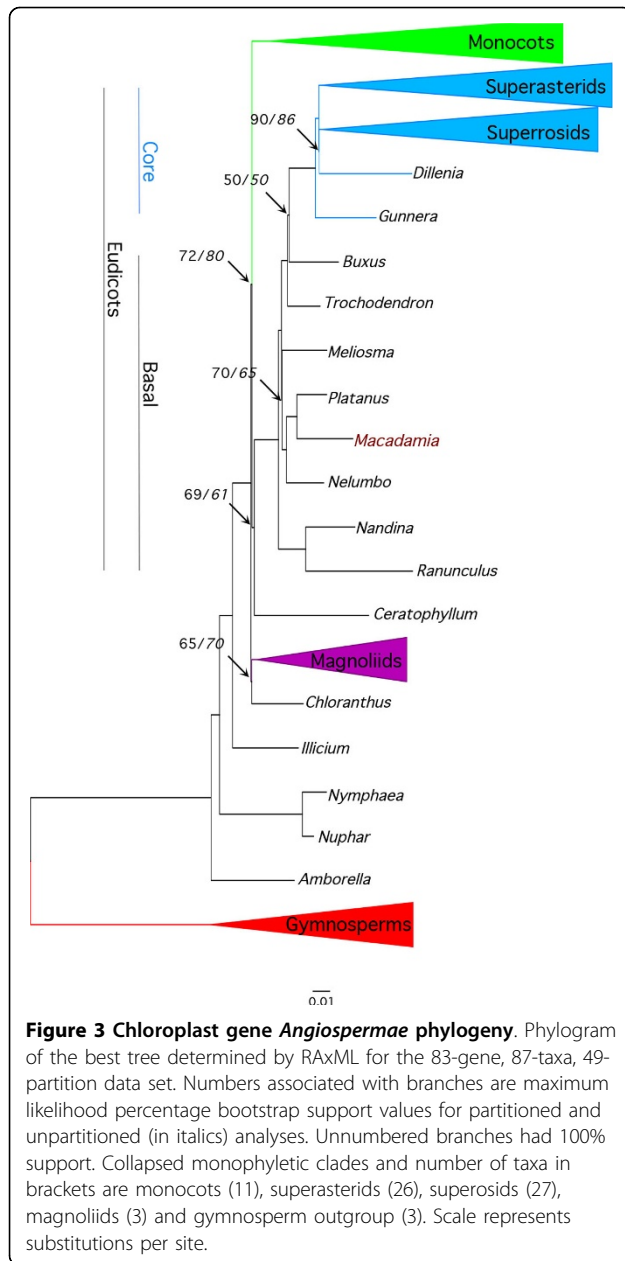 Monocots
Superasterids
90/86
Superrosids
Core
Dillenia
50/50
Gunnera
Eudicots
72/80
Buxus
Trochodendron
Basal
Meliosma
70/65
Platanus
Macadamia
Nelumbo
69/61
Nandina
Ranunculus
Ceratophyllum
65/70
Magnoliids
Chloranthus
Illicium
Nymphaea
Nuphar
Amborella
Gymnosperms
0.01
Figure 3 Chloroplast gene Angiospermae phylogeny. Phylogram
of the best tree determined by RAxML for the 83-gene, 87-taxa, 49-
partition data set. Numbers associated with branches are maximum
likelihood percentage bootstrap support values for partitioned and
unpartitioned (in italics) analyses. Unnumbered branches had 100%
support. Collapsed monophyletic clades and number of taxa in
brackets are monocots (11), superasterids (26), superosids (27),
magnoliids (3) and gymnosperm outgroup (3). Scale represents
substitutions per site.